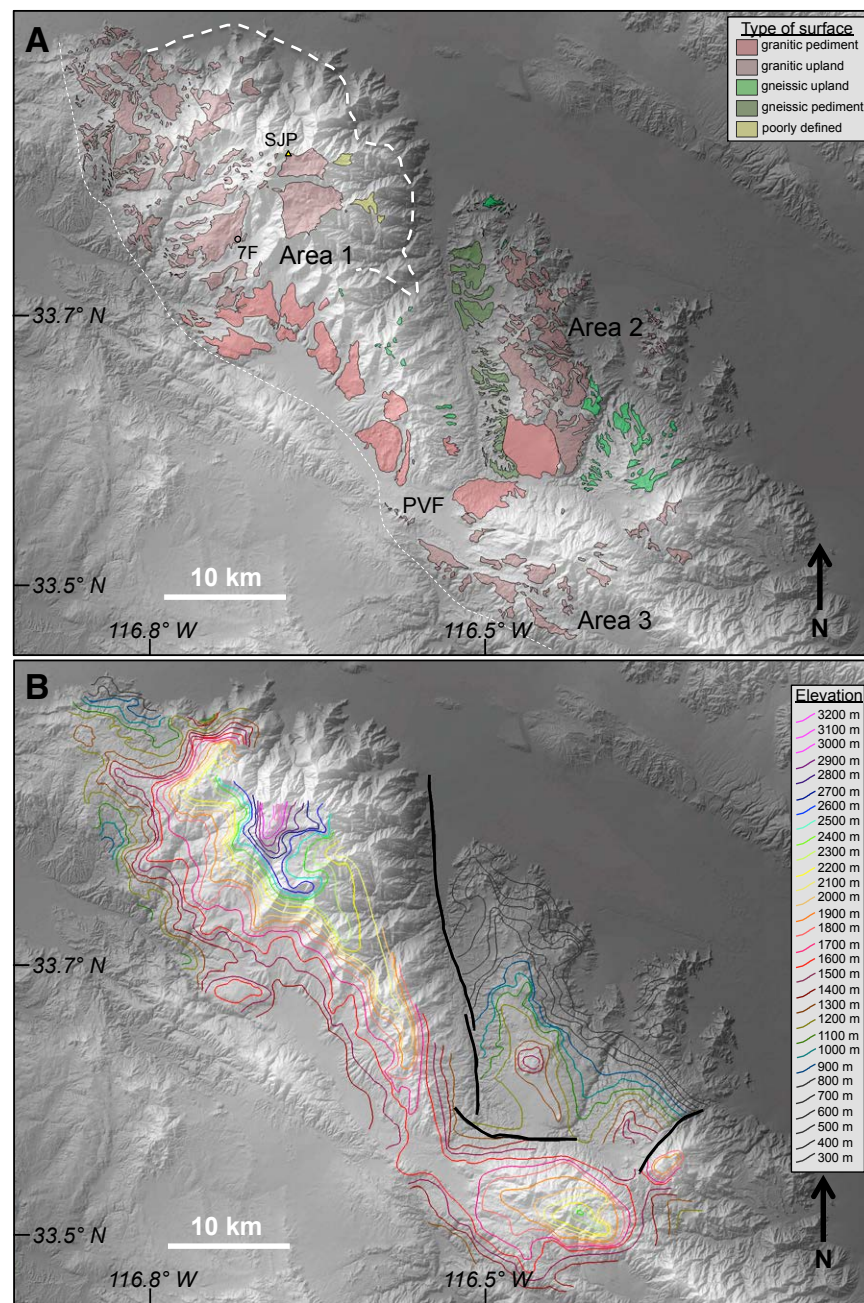 A
Type of surface
granitic pediment
granitic upland
gneissic upland
gneissic pediment
poorly defined
SJP
7F
Area 1
33.7° N
Area 2
PVF
33.5° N
10 km
116.8° W
116.5° W
Area 3
N
B
Elevation
3200 m
3100 m
3000 m
2900 m
2800 m
2700 m
2600 m
2500 m
2400 m
2300 m
2200 m
2100 m
2000 m
1900 m
1800 m
1700 m
1600 m
1500 m
1400 m
1300 m
1200 m
1100 m
1000 m
900 m
800 m
700 m
600 m
500 m
400 m
300 m
33.7° N
33.5° N
10 km
116.8° W
116.5° W
N